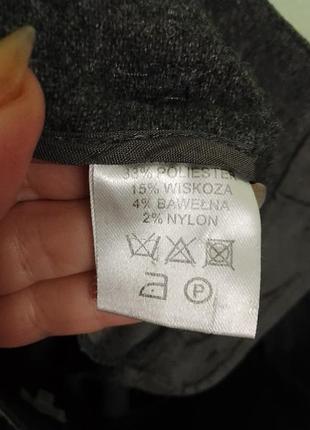 33% POLIESTER
15% WISKOZA
4% BAWEŁNA
2% NYLON
P